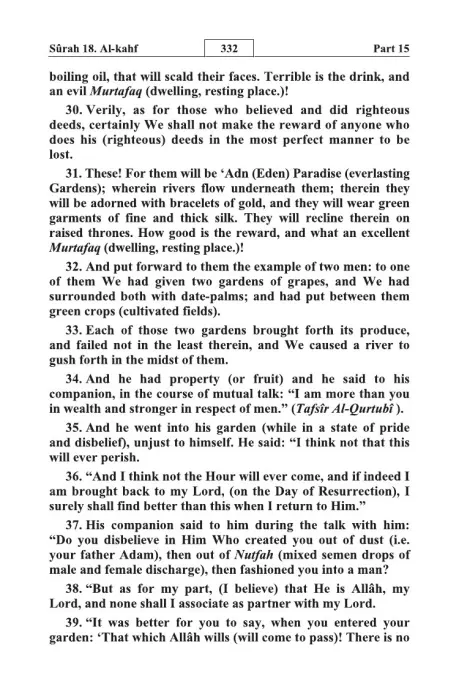 Sûrah 18. Al-kahf 332 Part 15
boiling oil, that will scald their faces. Terrible is the drink, and
an evil Murtafaq (dwelling, resting place.)!
30. Verily, as for those who believed and did righteous
deeds, certainly We shall not make the reward of anyone who
does his (righteous) deeds in the most perfect manner to be
lost.
31. These! For them will be ‘Adn (Eden) Paradise (everlasting
Gardens); wherein rivers flow underneath them; therein they
will be adorned with bracelets of gold, and they will wear green
garments of fine and thick silk. They will recline therein on
raised thrones. How good is the reward, and what an excellent
Murtafaq (dwelling, resting place.)!
32. And put forward to them the example of two men: to one
of them We had given two gardens of grapes, and We had
surrounded both with date-palms; and had put between them
green crops (cultivated fields).
33. Each of those two gardens brought forth its produce,
and failed not in the least therein, and We caused a river to
gush forth in the midst of them.
34. And he had property (or fruit) and he said to his
companion, in the course of mutual talk: “I am more than you
in wealth and stronger in respect of men.” (Tafsîr Al-Qurtubî ).
35. And he went into his garden (while in a state of pride
and disbelief), unjust to himself. He said: “I think not that this
will ever perish.
36. “And I think not the Hour will ever come, and if indeed I
am brought back to my Lord, (on the Day of Resurrection), I
surely shall find better than this when I return to Him.”
37. His companion said to him during the talk with him:
“Do you disbelieve in Him Who created you out of dust (i.e.
your father Adam), then out of Nutfah (mixed semen drops of
male and female discharge), then fashioned you into a man?
38. “But as for my part, (I believe) that He is Allâh, my
Lord, and none shall I associate as partner with my Lord.
39. “It was better for you to say, when you entered your
garden: ‘That which Allâh wills (will come to pass)! There is no